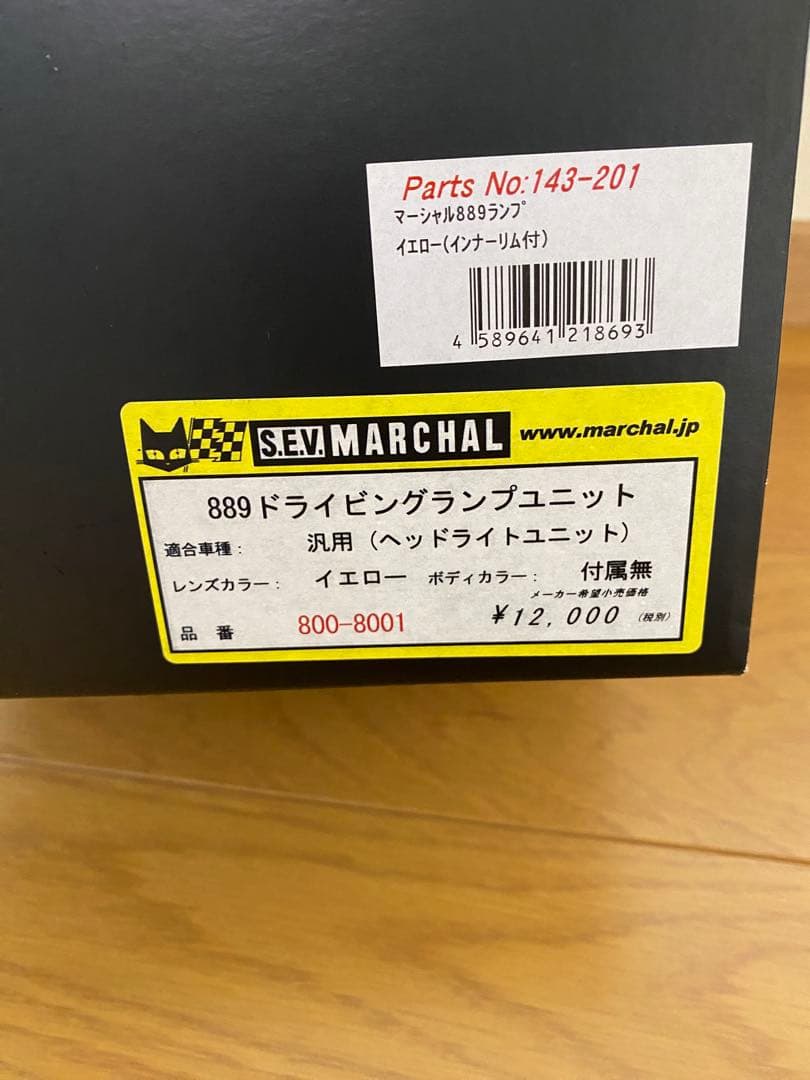 Parts No:143-201
マーシャル889ランプ
イエロー(インナーリム付)
4 589641 218693
S.E.V. MARCHAL www.marchal.jp
889ドライビングランプユニット
適合車種: 汎用(ヘッドライトユニット)
レンズカラー: イエロー ボディカラー: 付属無
メーカー希望小売価格
品番 800-8001 ¥12,000 (税別)